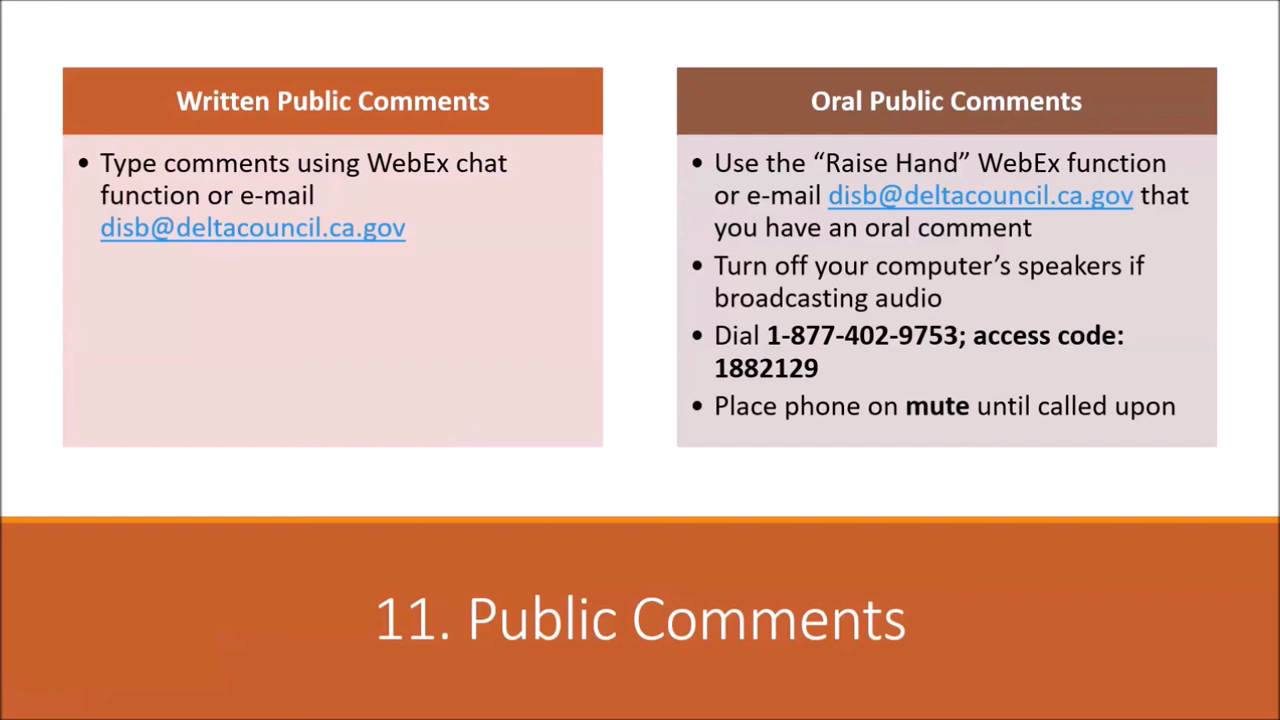 Written Public Comments
• Type comments using WebEx chat
function or e-mail
disb@deltacouncil.ca.gov
Oral Public Comments
• Use the “Raise Hand” WebEx function
or e-mail disb@deltacouncil.ca.gov that
you have an oral comment
• Turn off your computer’s speakers if
broadcasting audio
• Dial 1-877-402-9753; access code:
1882129
• Place phone on mute until called upon
11. Public Comments